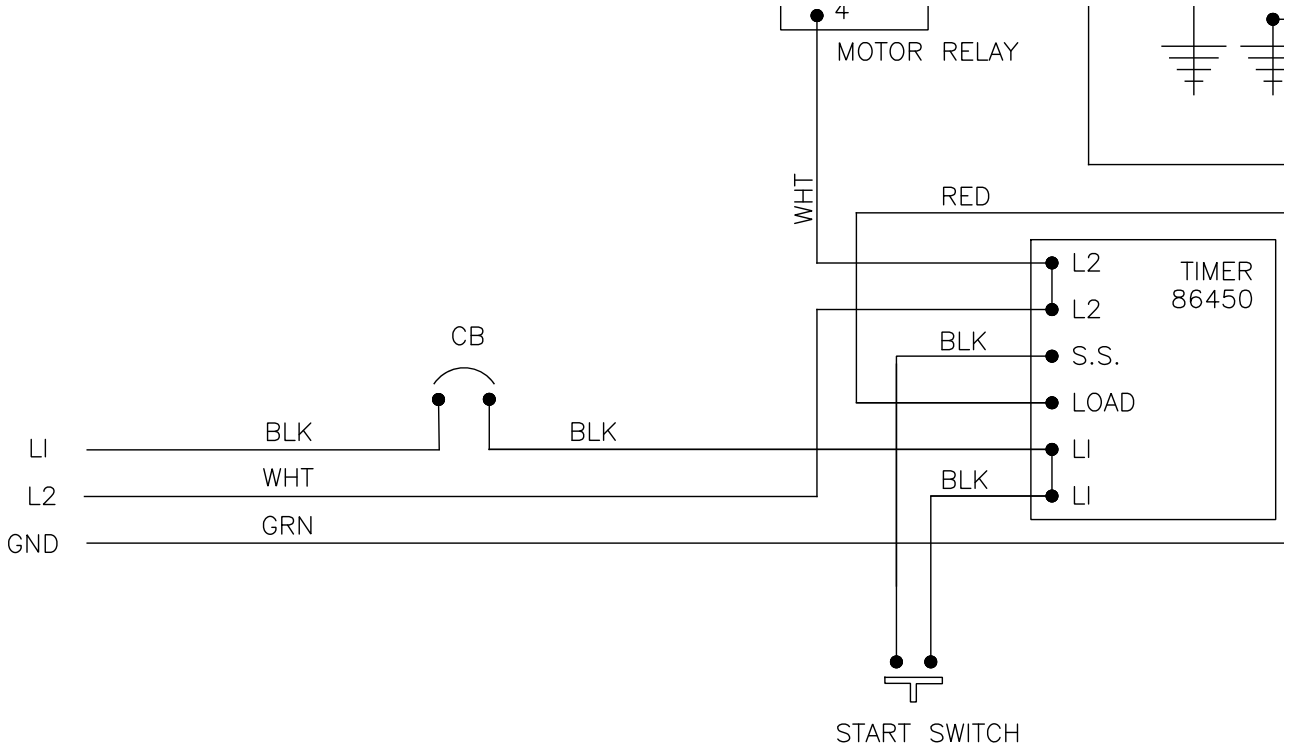 4
MOTOR RELAY
WHT
RED
L2
TIMER
86450
L2
CB
BLK
S.S.
LOAD
BLK
BLK
LI
LI
WHT
BLK
L2
LI
GRN
GND
START SWITCH